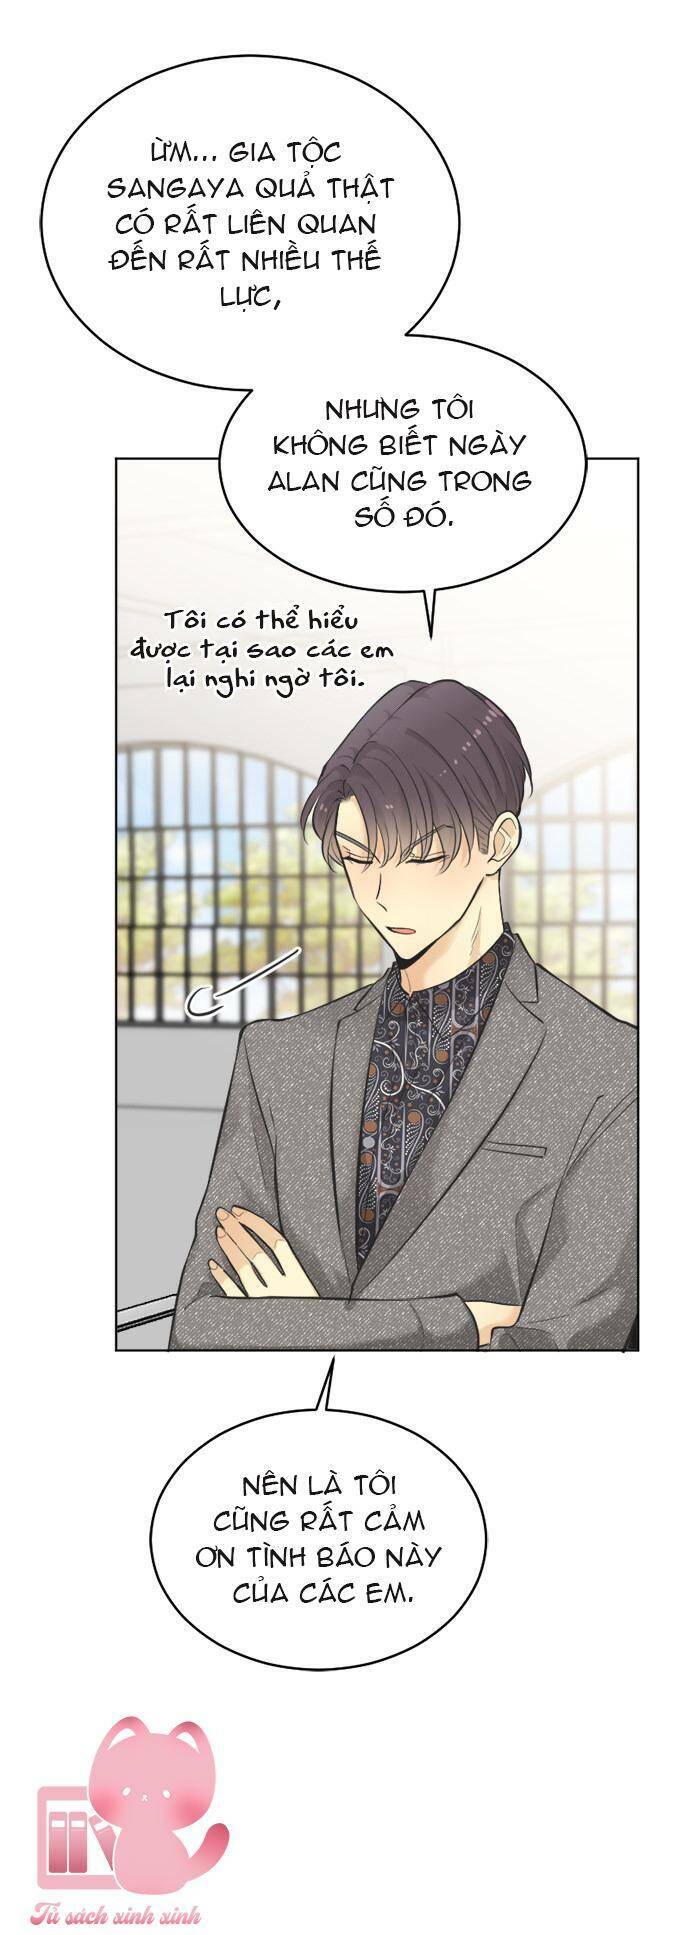 ỪM... GIA TỘC
SANGAYA QUẢ THẬT
CÓ RẤT LIÊN QUAN
ĐẾN RẤT NHIỀU THẾ
LỰC,
NHƯNG TÔI
KHÔNG BIẾT NGÀY
ALAN CŨNG TRONG
SỐ ĐÓ.
Tôi có thể hiểu
được tại sao các em
lại nghi ngờ tôi.
NÊN LÀ TÔI
CŨNG RẤT CẢM
ƠN TÌNH BÁO NÀY
CỦA CÁC EM.
Tủ sách xinh xinh